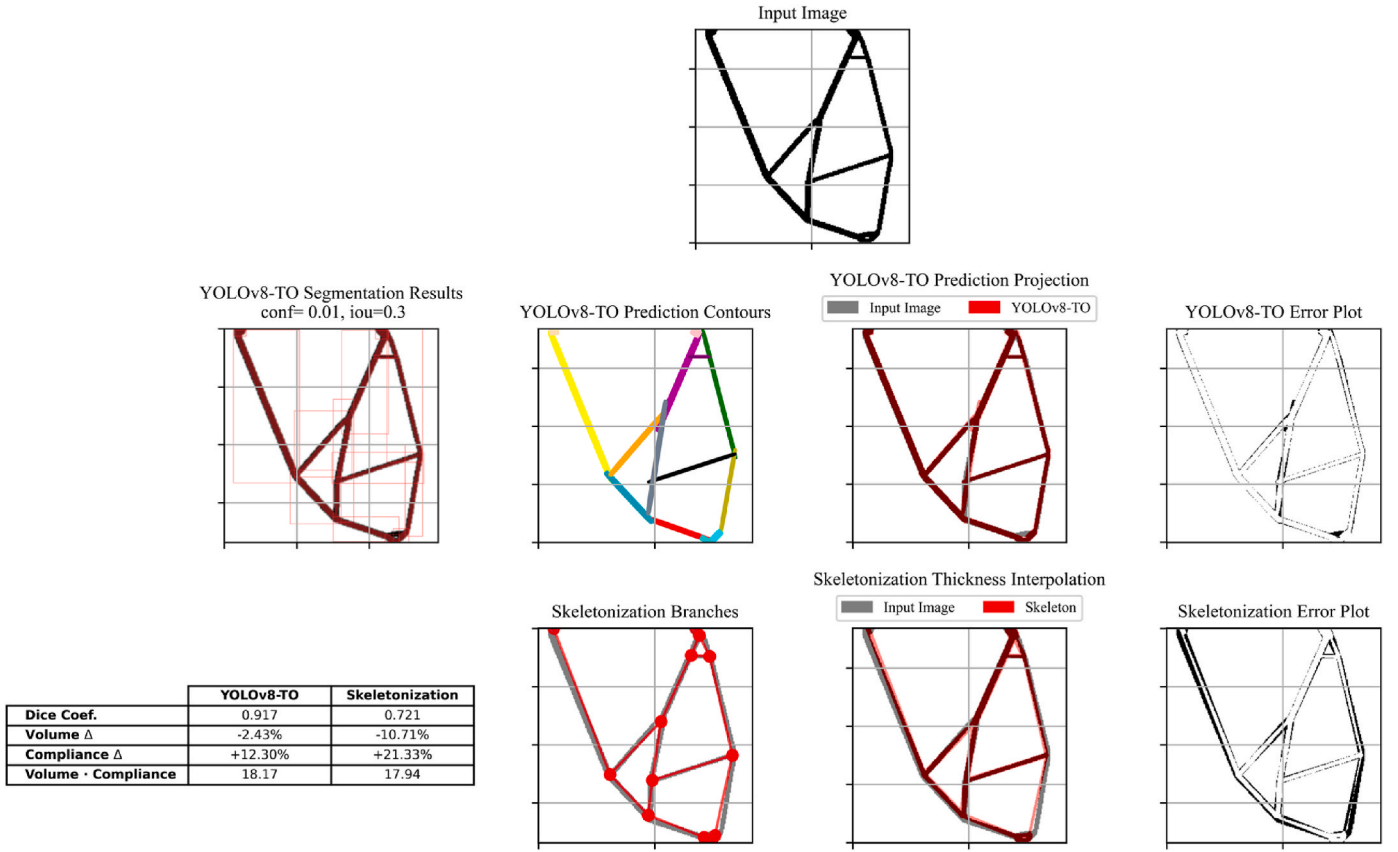 Input Image
YOLOv8-TO Segmentation Results
conf= 0.01, iou=0.3
YOLOv8-TO Prediction Contours
YOLOv8-TO Prediction Projection
Input Image YOLOv8-TO
YOLOv8-TO Error Plot
Skeletonization Branches
Skeletonization Thickness Interpolation
Input Image Skeleton
Skeletonization Error Plot
YOLOv8-TO Skeletonization
Dice Coef. 0.917 0.721
Volume Δ -2.43% -10.71%
Compliance Δ +12.30% +21.33%
Volume · Compliance 18.17 17.94